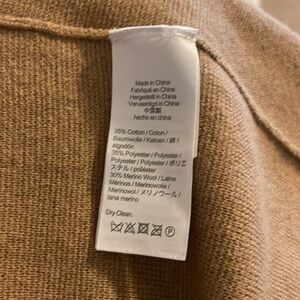 Made in China
Fabriqué en China
Hergestellt in China
Vervaardigd in China
中国製
hecho en china
35% Cotton / Coton /
Baumwolle / Katoen / 綿 /
algodón
35% Polyester / Polyester /
Polyester / Polyester / ポリエ
ステル / poliéster
30% Merino Wool / Laine
Mérinos / Merinowolle /
Merinowol / メリノウール /
lana merino
Dry Clean.
P